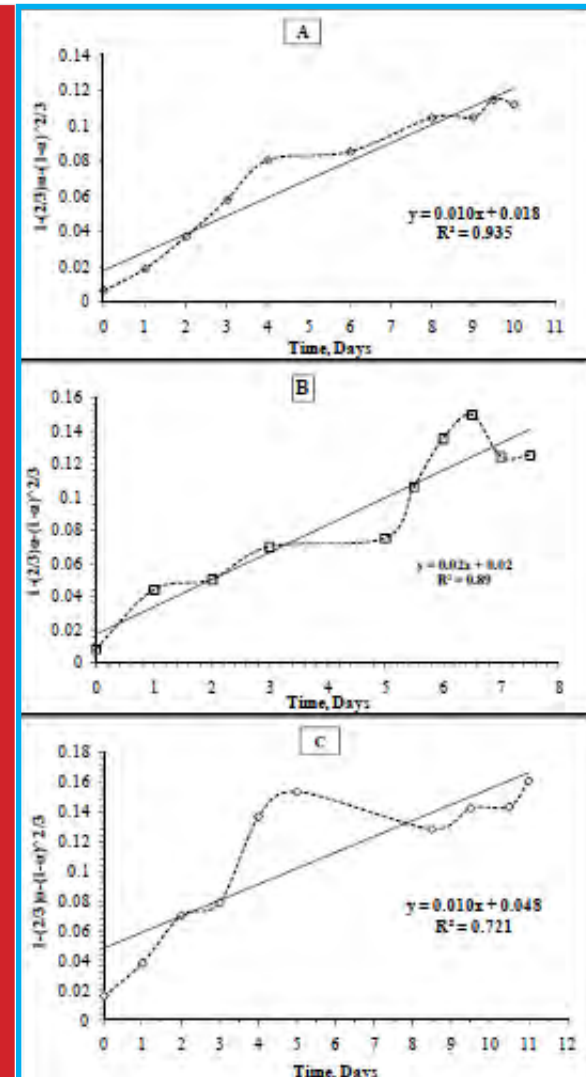 A
0.14
0.12
0.1
0.08
0.06
0.04
0.02
0
1-(2/3)α-(1-α)^2/3
y = 0.010x + 0.018
R² = 0.935
0 1 2 3 4 5 6 7 8 9 10 11
Time, Days
B
0.16
0.14
0.12
0.1
0.08
0.06
0.04
0.02
0
1-(2/3)α-(1-α)^2/3
y = 0.02x + 0.02
R² = 0.89
0 1 2 3 4 5 6 7 8
Time, Days
C
0.18
0.16
0.14
0.12
0.1
0.08
0.06
0.04
0.02
0
1-(2/3)α-(1-α)^2/3
y = 0.010x + 0.048
R² = 0.721
0 1 2 3 4 5 6 7 8 9 10 11 12
Time, Days